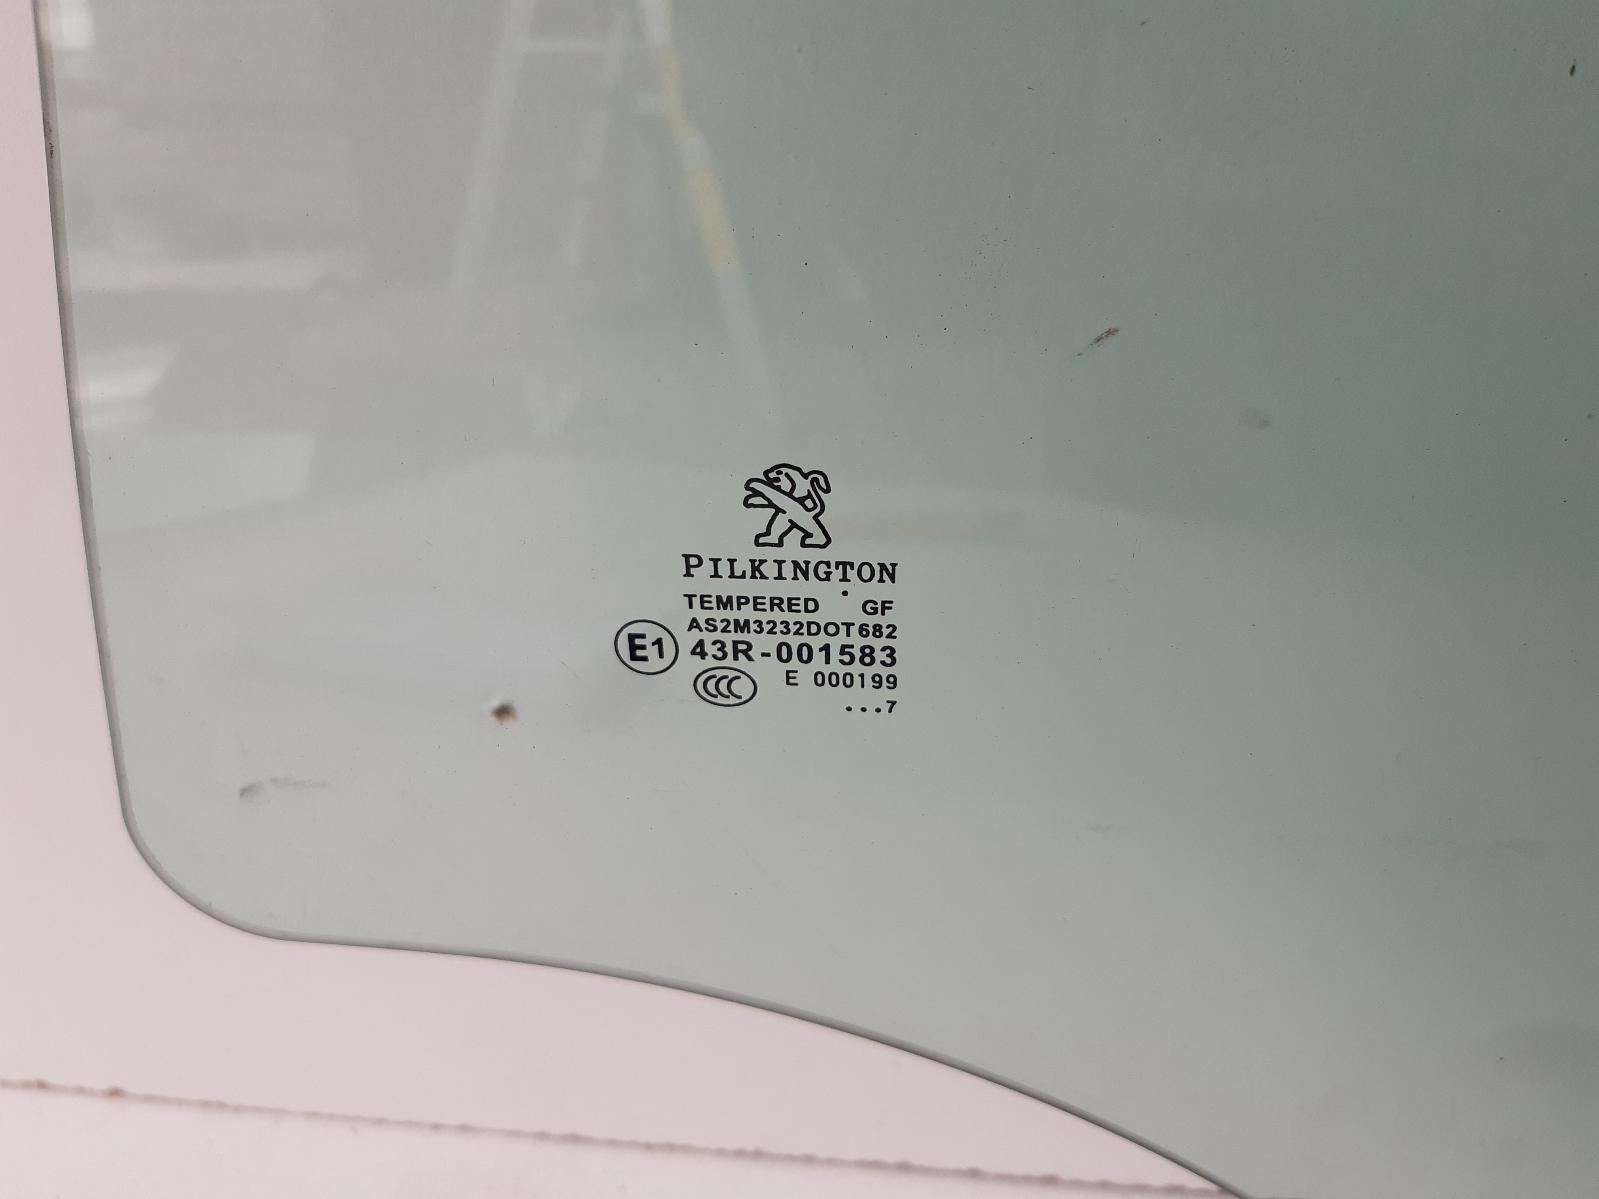 PILKINGTON
TEMPERED GF
AS2M3232DOT682
E1 43R-001583
CCC E 000199
...7